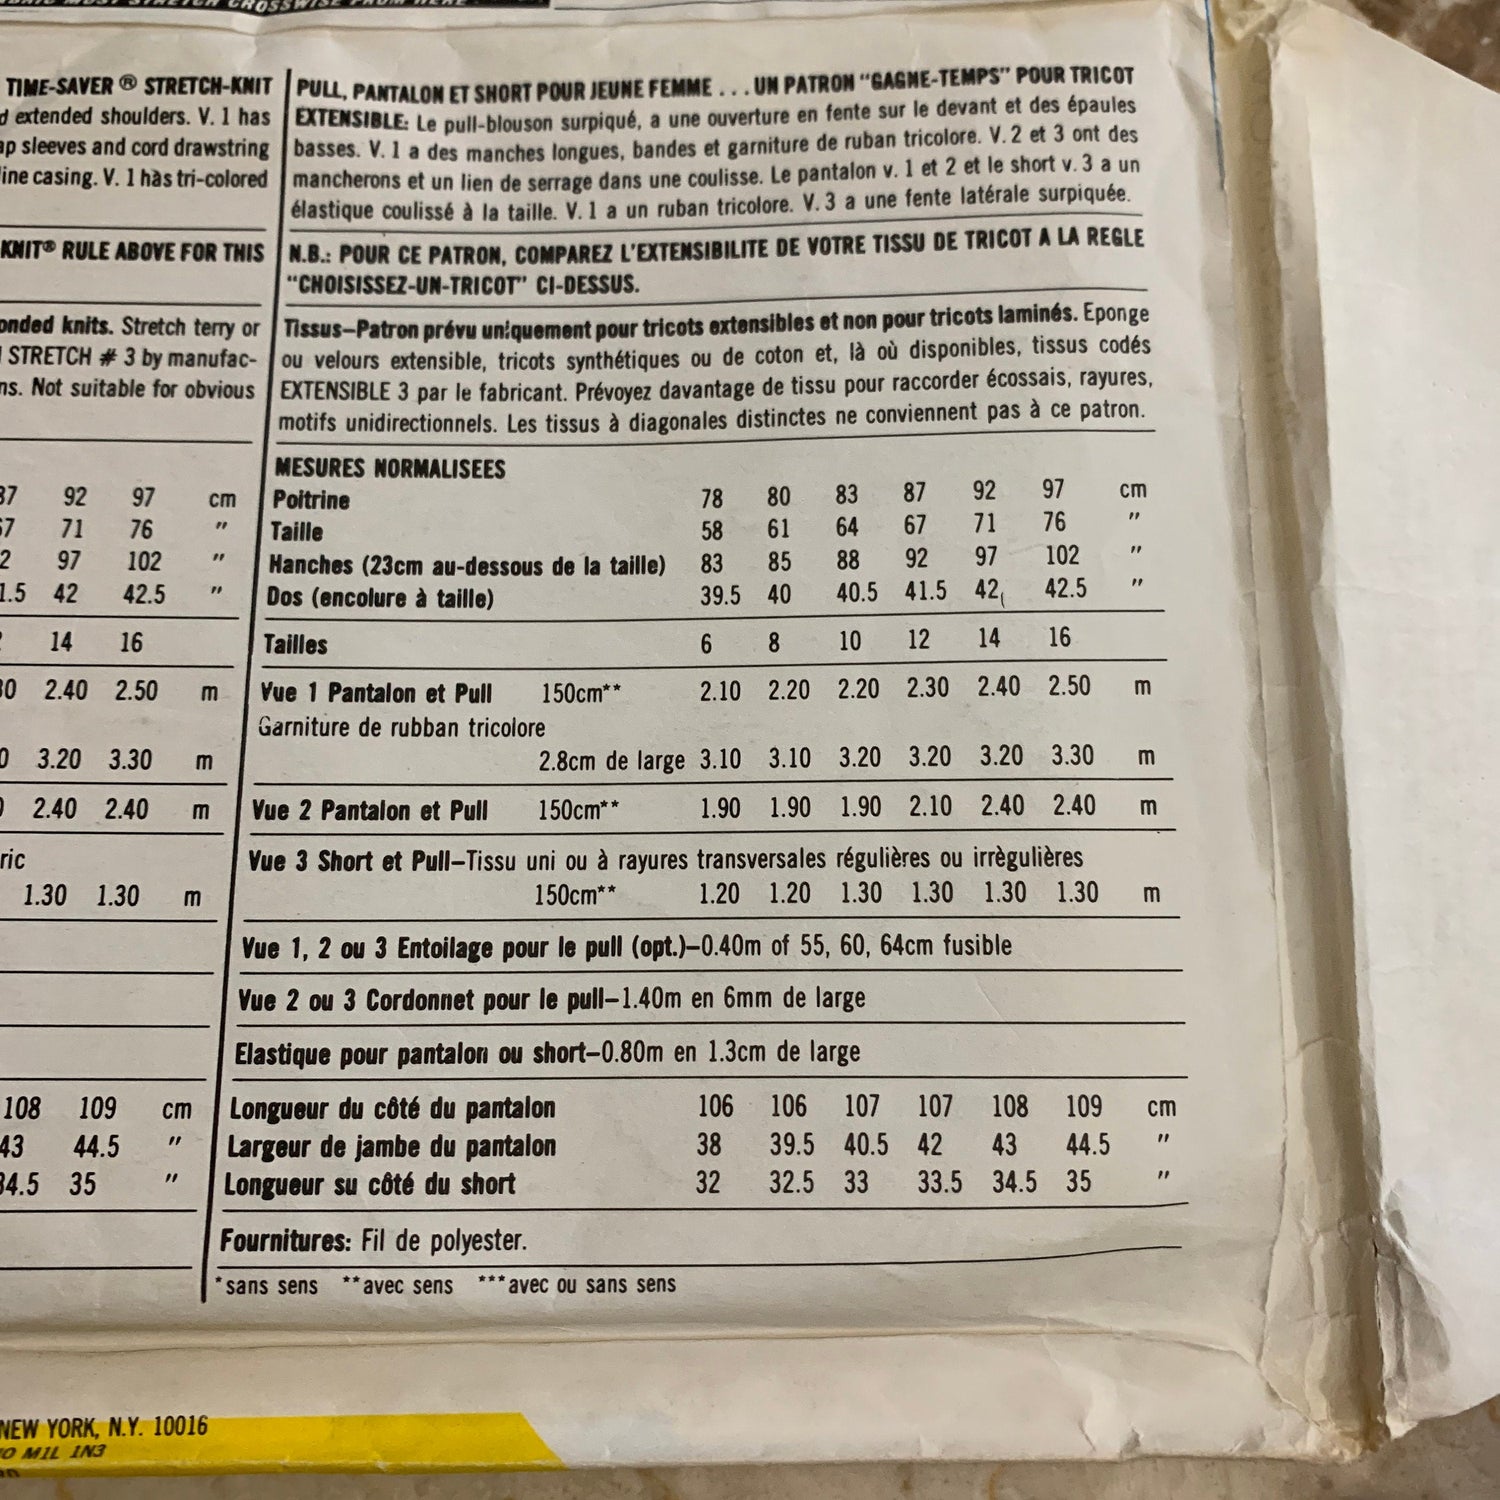 CROSSWISE FROM HERE
TIME-SAVER ® STRETCH-KNIT
extended shoulders. V. 1 has
sleeves and cord drawstring
casing. V. 1 has tri-colored
KNIT® RULE ABOVE FOR THIS
knits. Stretch terry or
STRETCH # 3 by manufac-
Not suitable for obvious
92 97 cm
71 76 "
97 102 "
42 42.5 "
14 16
2.40 2.50 m
3.20 3.30 m
2.40 2.40 m
1.30 1.30 m
108 109 cm
43 44.5 "
34.5 35 "
PULL, PANTALON ET SHORT POUR JEUNE FEMME . . . UN PATRON "GAGNE-TEMPS" POUR TRICOT
EXTENSIBLE: Le pull-blouson surpiqué, a une ouverture en fente sur le devant et des épaules
basses. V. 1 a des manches longues, bandes et garniture de ruban tricolore. V. 2 et 3 ont des
mancherons et un lien de serrage dans une coulisse. Le pantalon v. 1 et 2 et le short v. 3 a un
élastique coulissé à la taille. V. 1 a un ruban tricolore. V. 3 a une fente latérale surpiquée.
N.B.: POUR CE PATRON, COMPAREZ L'EXTENSIBILITE DE VOTRE TISSU DE TRICOT A LA REGLE
"CHOISISSEZ-UN-TRICOT" CI-DESSUS.
Tissus–Patron prévu uniquement pour tricots extensibles et non pour tricots laminés. Eponge
ou velours extensible, tricots synthétiques ou de coton et, là où disponibles, tissus codés
EXTENSIBLE 3 par le fabricant. Prévoyez davantage de tissu pour raccorder écossais, rayures,
motifs unidirectionnels. Les tissus à diagonales distinctes ne conviennent pas à ce patron.
MESURES NORMALISEES
Poitrine 78 80 83 87 92 97 cm
Taille 58 61 64 67 71 76 "
Hanches (23cm au-dessous de la taille) 83 85 88 92 97 102 "
Dos (encolure à taille) 39.5 40 40.5 41.5 42 42.5 "
Tailles 6 8 10 12 14 16
Vue 1 Pantalon et Pull 150cm** 2.10 2.20 2.20 2.30 2.40 2.50 m
Garniture de rubban tricolore
2.8cm de large 3.10 3.10 3.20 3.20 3.20 3.30 m
Vue 2 Pantalon et Pull 150cm** 1.90 1.90 1.90 2.10 2.40 2.40 m
Vue 3 Short et Pull–Tissu uni ou à rayures transversales régulières ou irrègulières
150cm** 1.20 1.20 1.30 1.30 1.30 1.30 m
Vue 1, 2 ou 3 Entoilage pour le pull (opt.)–0.40m of 55, 60, 64cm fusible
Vue 2 ou 3 Cordonnet pour le pull–1.40m en 6mm de large
Elastique pour pantalon ou short–0.80m en 1.3cm de large
Longueur du côté du pantalon 106 106 107 107 108 109 cm
Largeur de jambe du pantalon 38 39.5 40.5 42 43 44.5 "
Longueur su côté du short 32 32.5 33 33.5 34.5 35 "
Fournitures: Fil de polyester.
*sans sens **avec sens ***avec ou sans sens
NEW YORK, N.Y. 10016
M1L 1N3